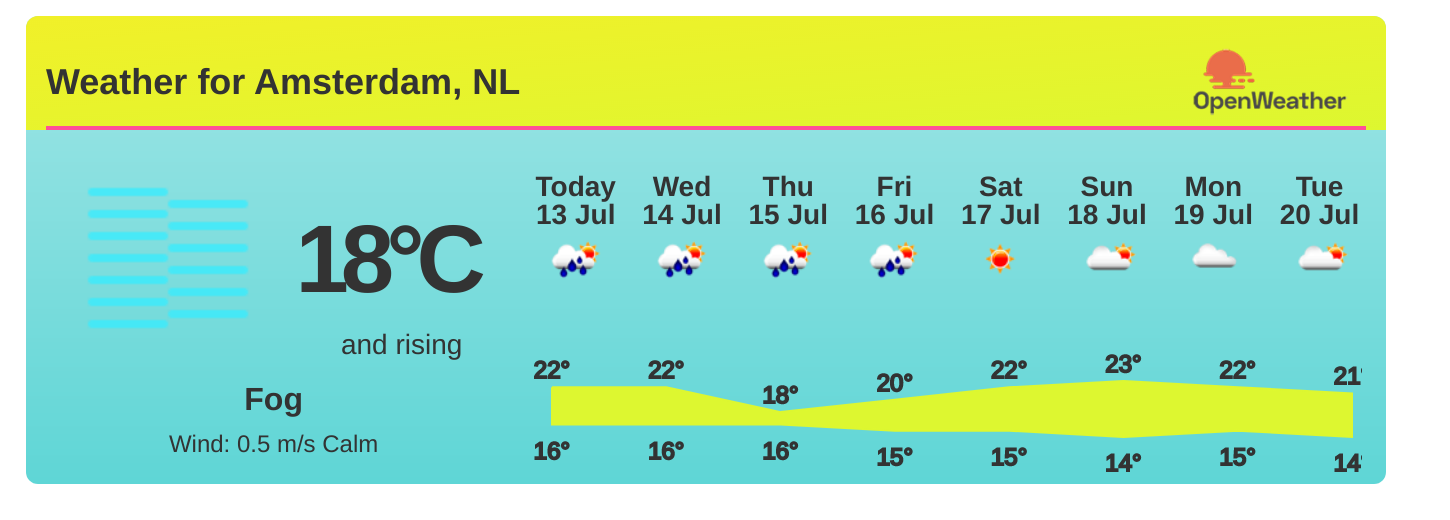 Weather for Amsterdam, NL
OpenWeather
Today Wed Thu Fri Sat Sun Mon Tue
13 Jul 14 Jul 15 Jul 16 Jul 17 Jul 18 Jul 19 Jul 20 Jul
18°C
and rising
Fog
Wind: 0.5 m/s Calm
22° 22° 18° 20° 22° 23° 22° 21°
16° 16° 16° 15° 15° 14° 15° 14°